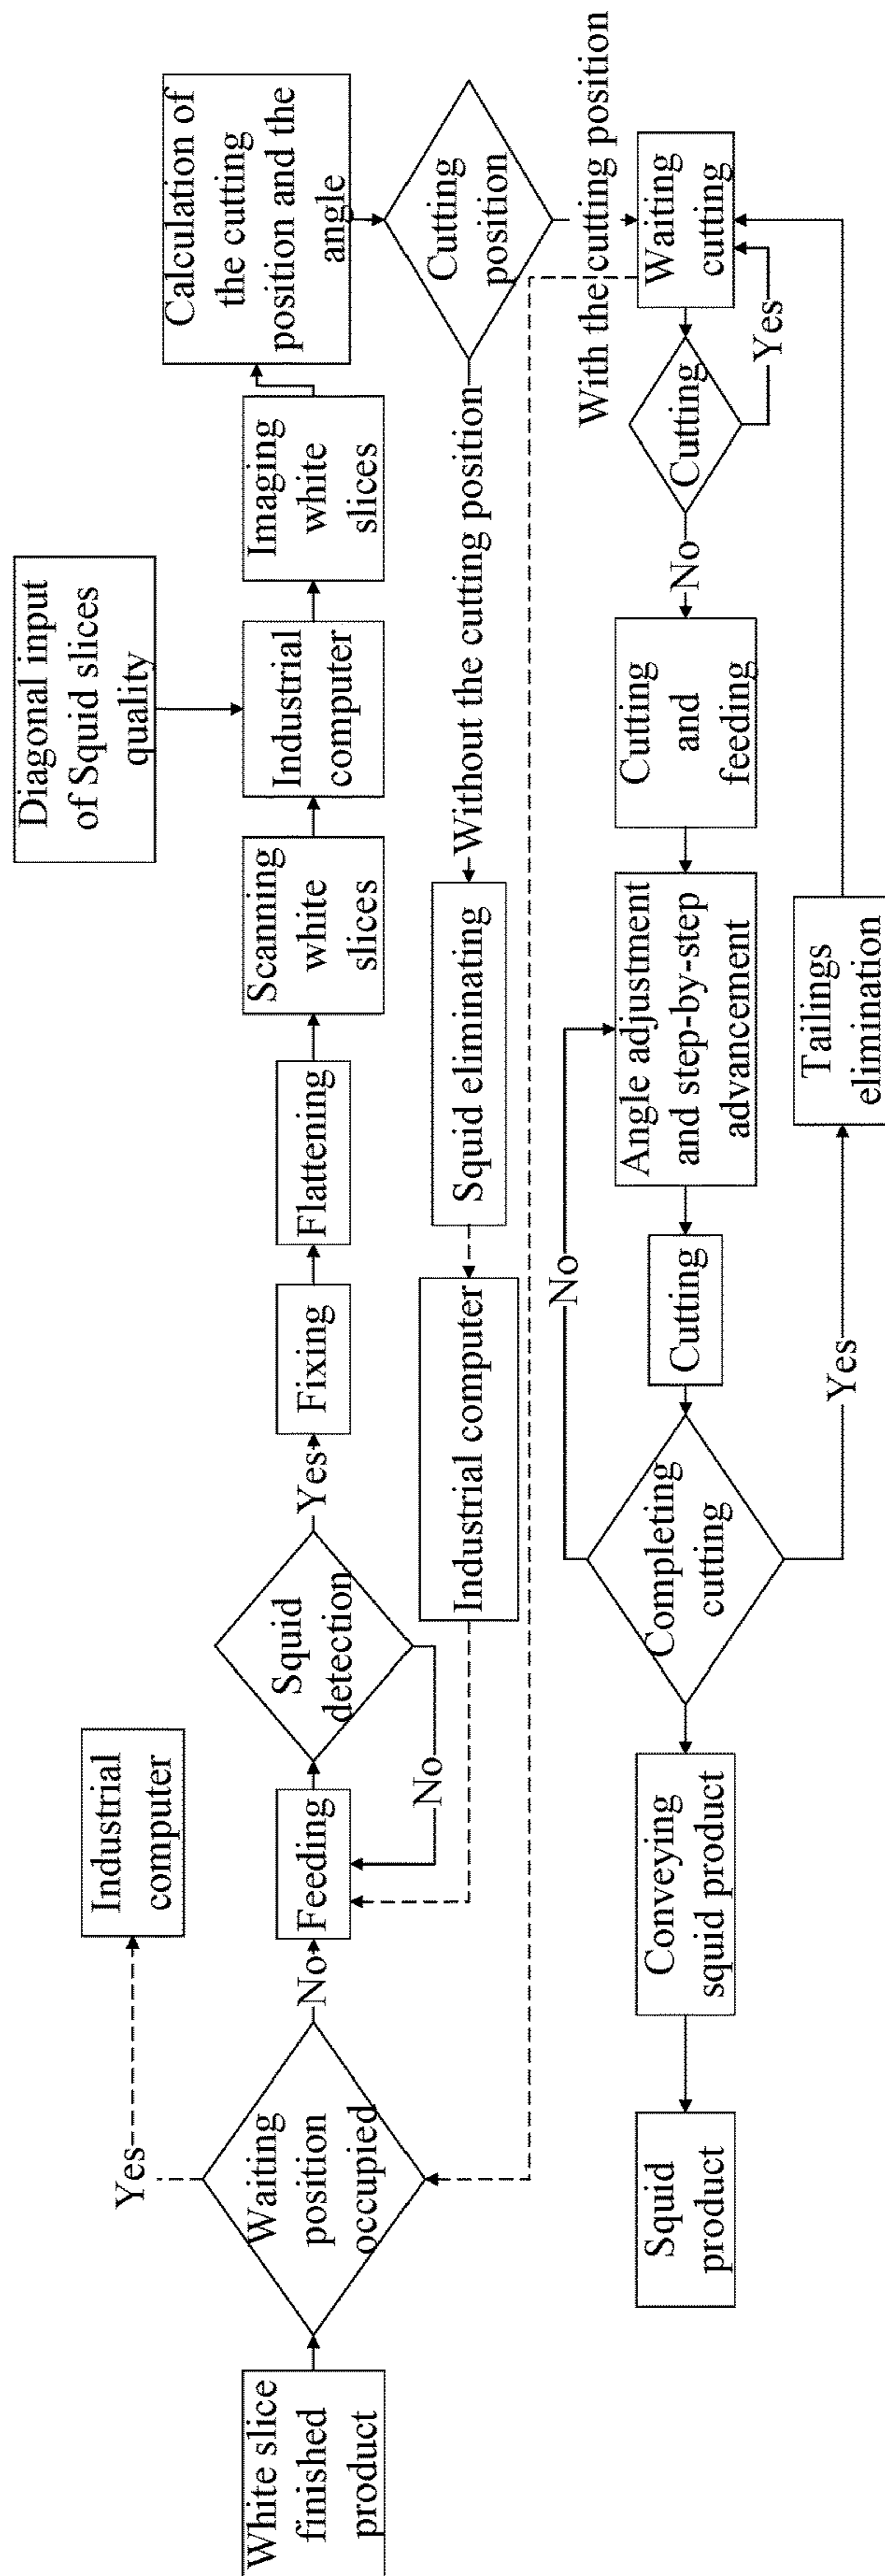 White slice
finished
product
Waiting
position
occupied
Yes
Industrial
computer
No
Feeding
Squid
detection
No
Yes
Fixing
Flattening
Scanning
white
slices
Diagonal input
of Squid slices
quality
Industrial
computer
Imaging
white
slices
Calculation of
the cutting
position and the
angle
Cutting
position
Without the cutting position
Squid eliminating
Industrial computer
With the cutting position
Waiting
cutting
Cutting
Yes
No
Cutting
and
feeding
Angle adjustment
and step-by-step
advancement
Cutting
Completing
cutting
No
Yes
Tailings
elimination
Conveying
squid product
Squid
product